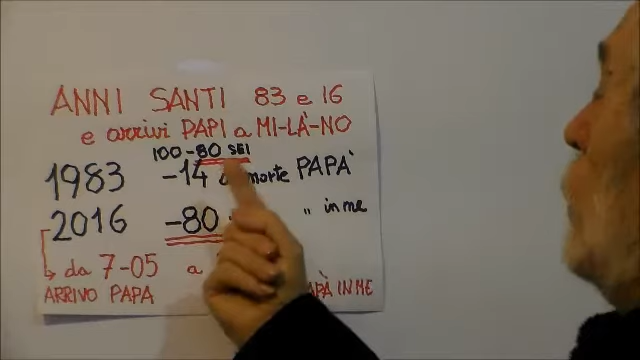 ANNI SANTI 83 e 16
e arrivi PAPI a MI-LÀ-NO
100-80 SEI
1983 -14 morte PAPÀ
2016 -80 " in me
da 7-05 a
ARRIVO PAPA PAPÀ IN ME